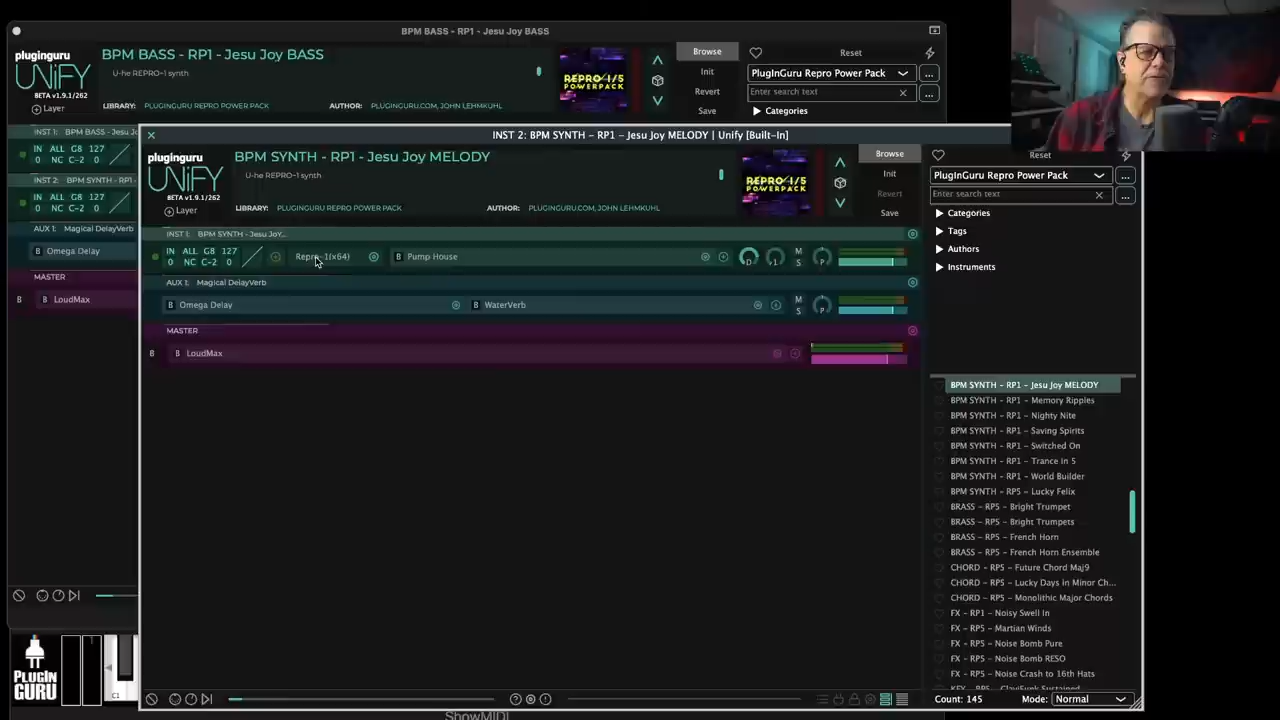 BPM BASS - RP1 - Jesu Joy BASS
pluginguru
UNiFY
BETA v1.9.1/262
Layer
BPM BASS - RP1 - Jesu Joy BASS
U-he REPRO-1 synth
LIBRARY: PLUGINGURU REPRO POWER PACK
AUTHOR: PLUGINGURU.COM, JOHN LEHMKUHL
REPRO 1/5
POWERPACK
Browse
Init
Revert
Save
Reset
PlugInGuru Repro Power Pack
...
Enter search text
...
Categories
INST 1: BPM BASS - Jesu Jo
IN ALL G8 127
0 NC C-2 0
INST 2: BPM SYNTH - RP1 -
IN ALL G8 127
0 NC C-2 0
AUX 1: Magical DelayVerb
B Omega Delay
MASTER
B LoudMax
PLUGIN
GURU
C1
INST 2: BPM SYNTH - RP1 - Jesu Joy MELODY | Unify [Built-In]
pluginguru
UNiFY
BETA v1.9.1/262
Layer
BPM SYNTH - RP1 - Jesu Joy MELODY
U-he REPRO-1 synth
LIBRARY: PLUGINGURU REPRO POWER PACK
AUTHOR: PLUGINGURU.COM, JOHN LEHMKUHL
REPRO 1/5
POWERPACK
Browse
Init
Revert
Save
INST 1: BPM SYNTH - Jesu JoY...
IN ALL G8 127
0 NC C-2 0
Repro-1(x64)
B Pump House
D
1
M
S
P
AUX 1: Magical DelayVerb
B Omega Delay
B WaterVerb
M
S
P
MASTER
B
B LoudMax
Reset
PlugInGuru Repro Power Pack
...
Enter search text
...
Categories
Tags
Authors
Instruments
BPM SYNTH - RP1 - Jesu Joy MELODY
BPM SYNTH - RP1 - Memory Ripples
BPM SYNTH - RP1 - Nighty Nite
BPM SYNTH - RP1 - Saving Spirits
BPM SYNTH - RP1 - Switched On
BPM SYNTH - RP1 - Trance in 5
BPM SYNTH - RP1 - World Builder
BPM SYNTH - RP5 - Lucky Felix
BRASS - RP5 - Bright Trumpet
BRASS - RP5 - Bright Trumpets
BRASS - RP5 - French Horn
BRASS - RP5 - French Horn Ensemble
CHORD - RP5 - Future Chord Maj9
CHORD - RP5 - Lucky Days in Minor Ch...
CHORD - RP5 - Monolithic Major Chords
FX - RP1 - Noisy Swell In
FX - RP5 - Martian Winds
FX - RP5 - Noise Bomb Pure
FX - RP5 - Noise Bomb RESO
FX - RP5 - Noise Crash to 16th Hats
KEY - RP5 - ClaviFunk Sustained
Count: 145
Mode: Normal
ShowMIDI